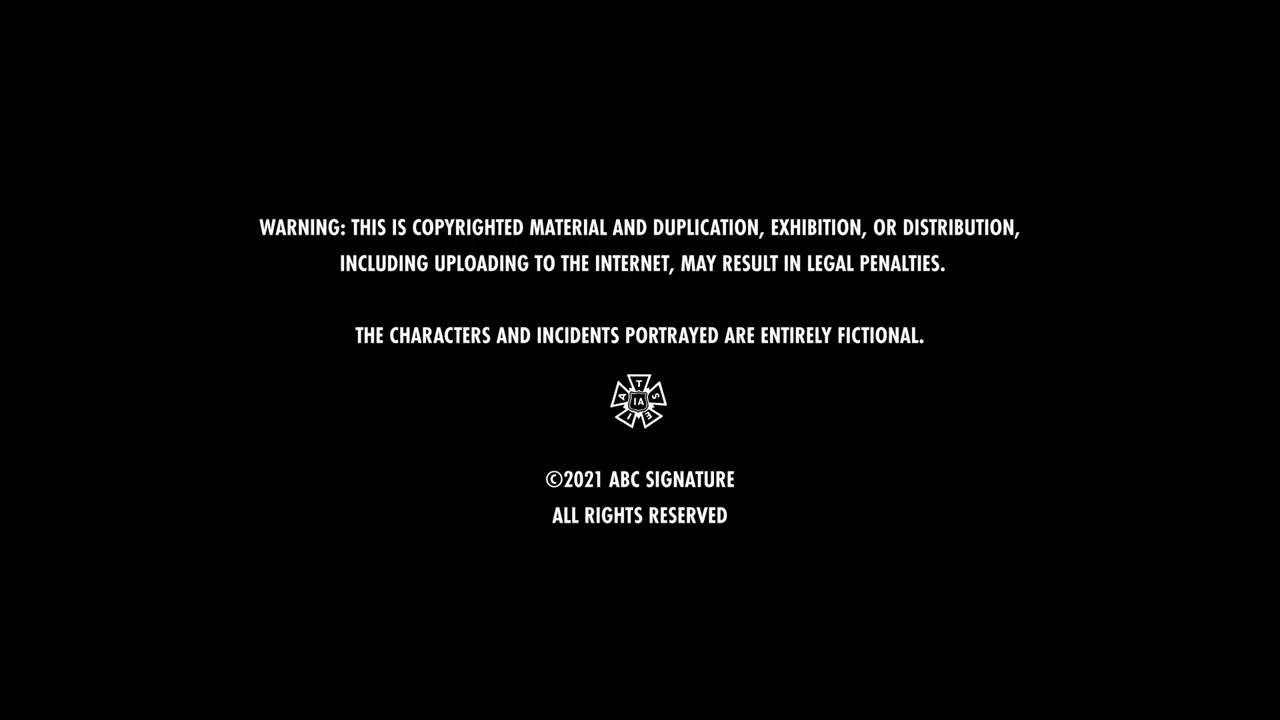 WARNING: THIS IS COPYRIGHTED MATERIAL AND DUPLICATION, EXHIBITION, OR DISTRIBUTION,
INCLUDING UPLOADING TO THE INTERNET, MAY RESULT IN LEGAL PENALTIES.
THE CHARACTERS AND INCIDENTS PORTRAYED ARE ENTIRELY FICTIONAL.
I A T S E
IA
©2021 ABC SIGNATURE
ALL RIGHTS RESERVED